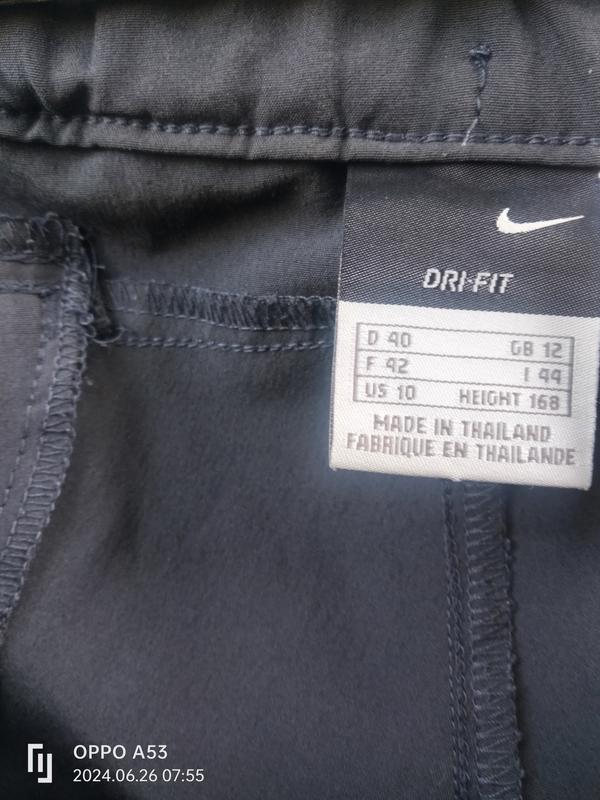 DRI-FIT
D 40 GB 12
F 42 I 44
US 10 HEIGHT 168
MADE IN THAILAND
FABRIQUE EN THAILANDE
OPPO A53
2024.06.26 07:55